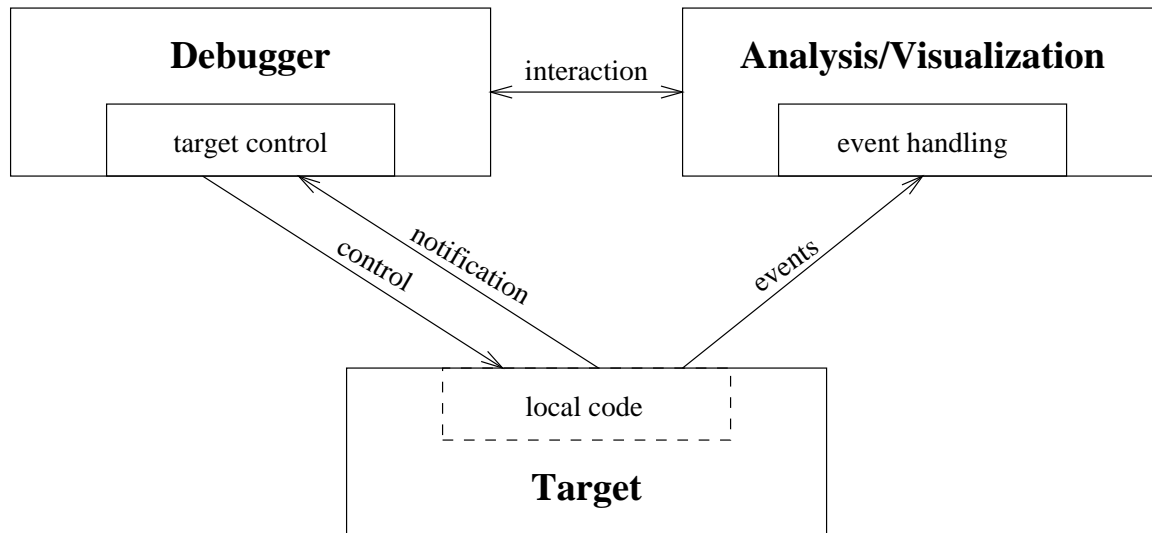 Debugger
Analysis/Visualization
interaction
target control
event handling
control
notification
events
local code
Target